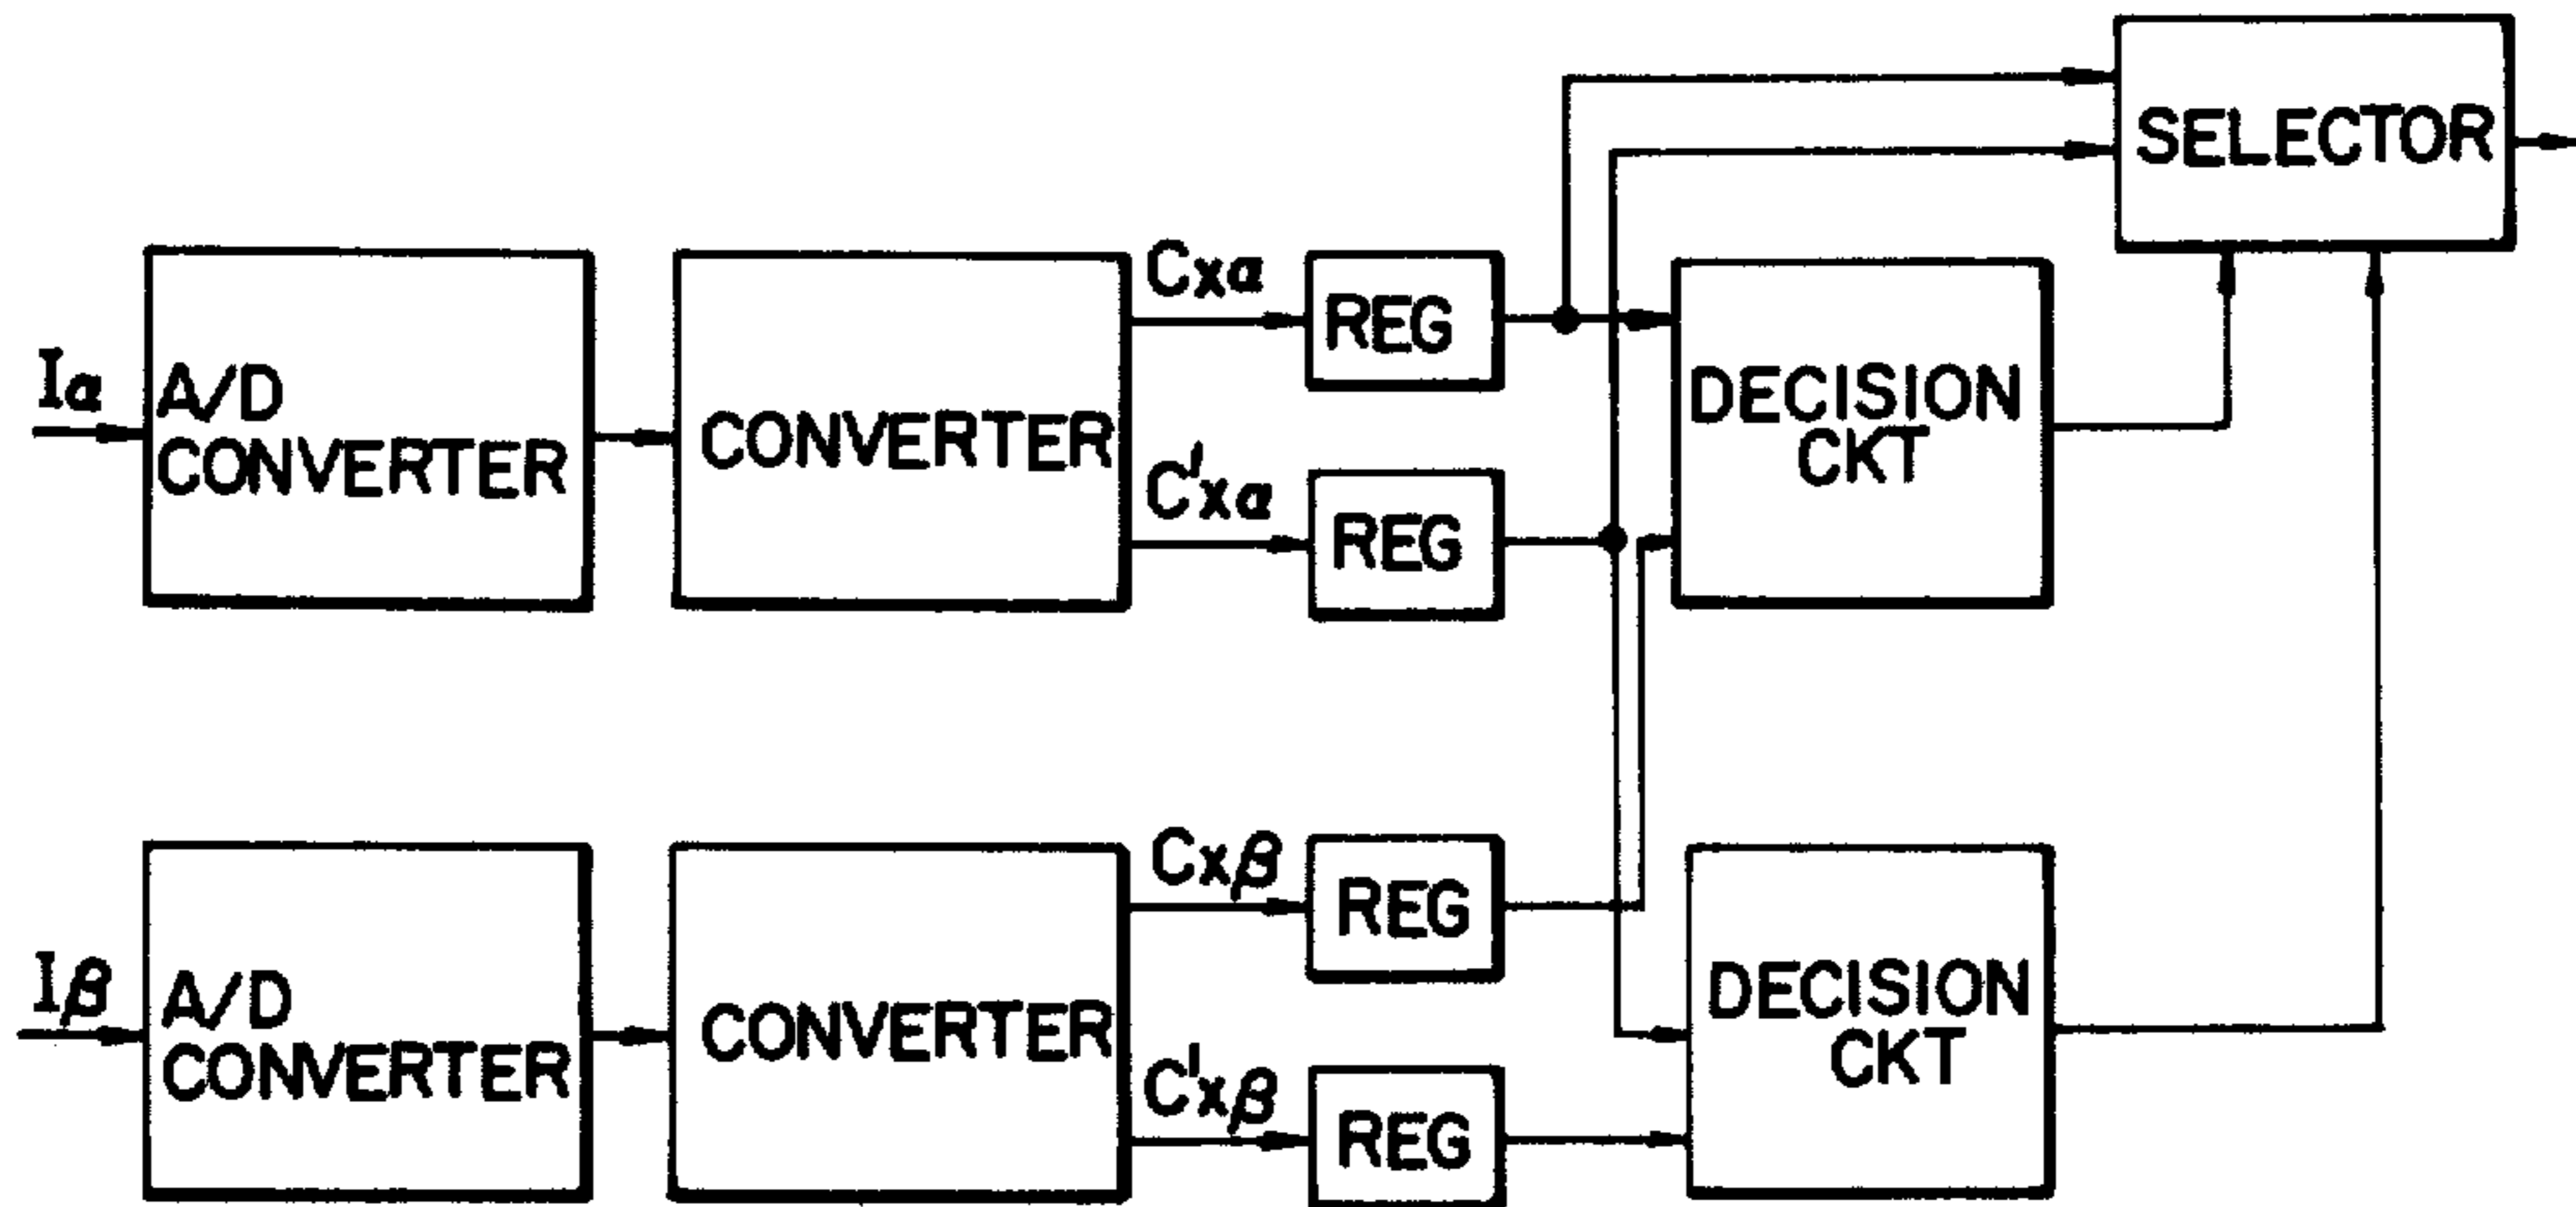 SELECTOR
Iα
A/D
CONVERTER
CONVERTER
Cxα
REG
C'xα
REG
DECISION
CKT
Iβ
A/D
CONVERTER
CONVERTER
Cxβ
REG
C'xβ
REG
DECISION
CKT